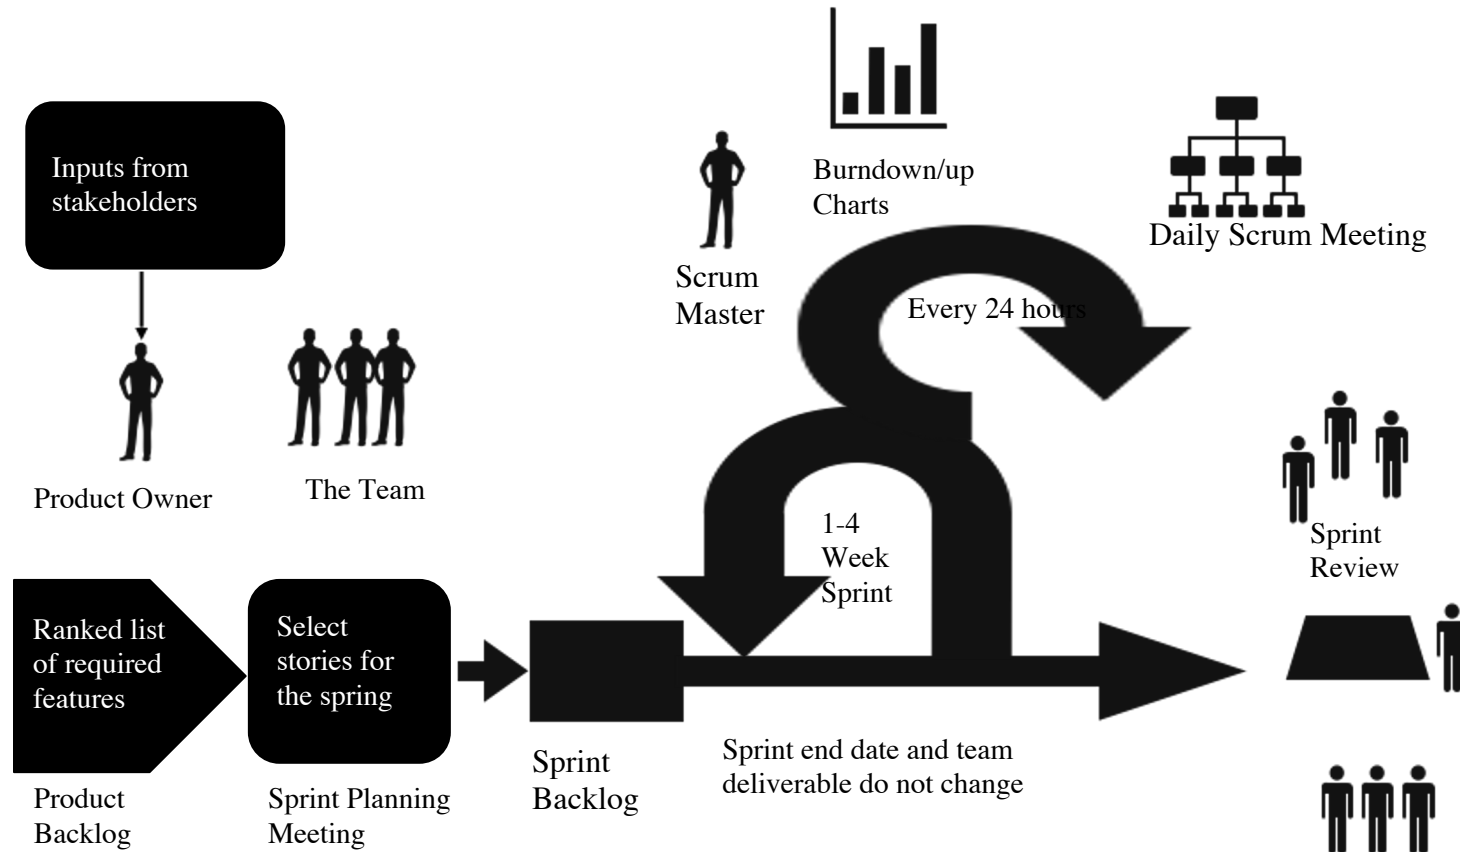 Inputs from
stakeholders
Product Owner
The Team
Scrum
Master
Burndown/up
Charts
Daily Scrum Meeting
Every 24 hours
1-4
Week
Sprint
Sprint
Review
Ranked list
of required
features
Product
Backlog
Select
stories for
the spring
Sprint Planning
Meeting
Sprint
Backlog
Sprint end date and team
deliverable do not change